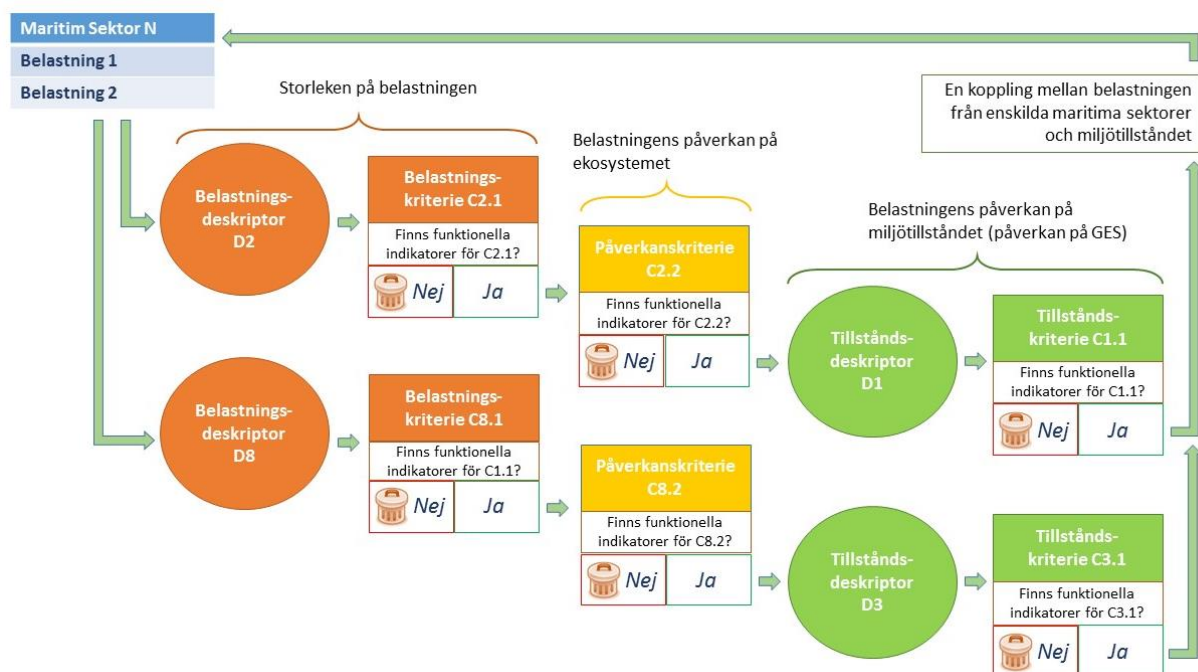 Maritim Sektor N
Belastning 1
Belastning 2
Storleken på belastningen
Belastningens påverkan på
ekosystemet
En koppling mellan belastningen
från enskilda maritima sektorer
och miljötillståndet
Belastningens påverkan på
miljötillståndet (påverkan på GES)
Belastnings-
deskriptor
D2
Belastnings-
kriterie C2.1
Finns funktionella
indikatorer för C2.1?
Nej
Ja
Påverkanskriterie
C2.2
Finns funktionella
indikatorer för C2.2?
Nej
Ja
Tillstånds-
deskriptor
D1
Tillstånds-
kriterie C1.1
Finns funktionella
indikatorer för C1.1?
Nej
Ja
Belastnings-
deskriptor
D8
Belastnings-
kriterie C8.1
Finns funktionella
indikatorer för C1.1?
Nej
Ja
Påverkanskriterie
C8.2
Finns funktionella
indikatorer för C8.2?
Nej
Ja
Tillstånds-
deskriptor
D3
Tillstånds-
kriterie C3.1
Finns funktionella
indikatorer för C3.1?
Nej
Ja